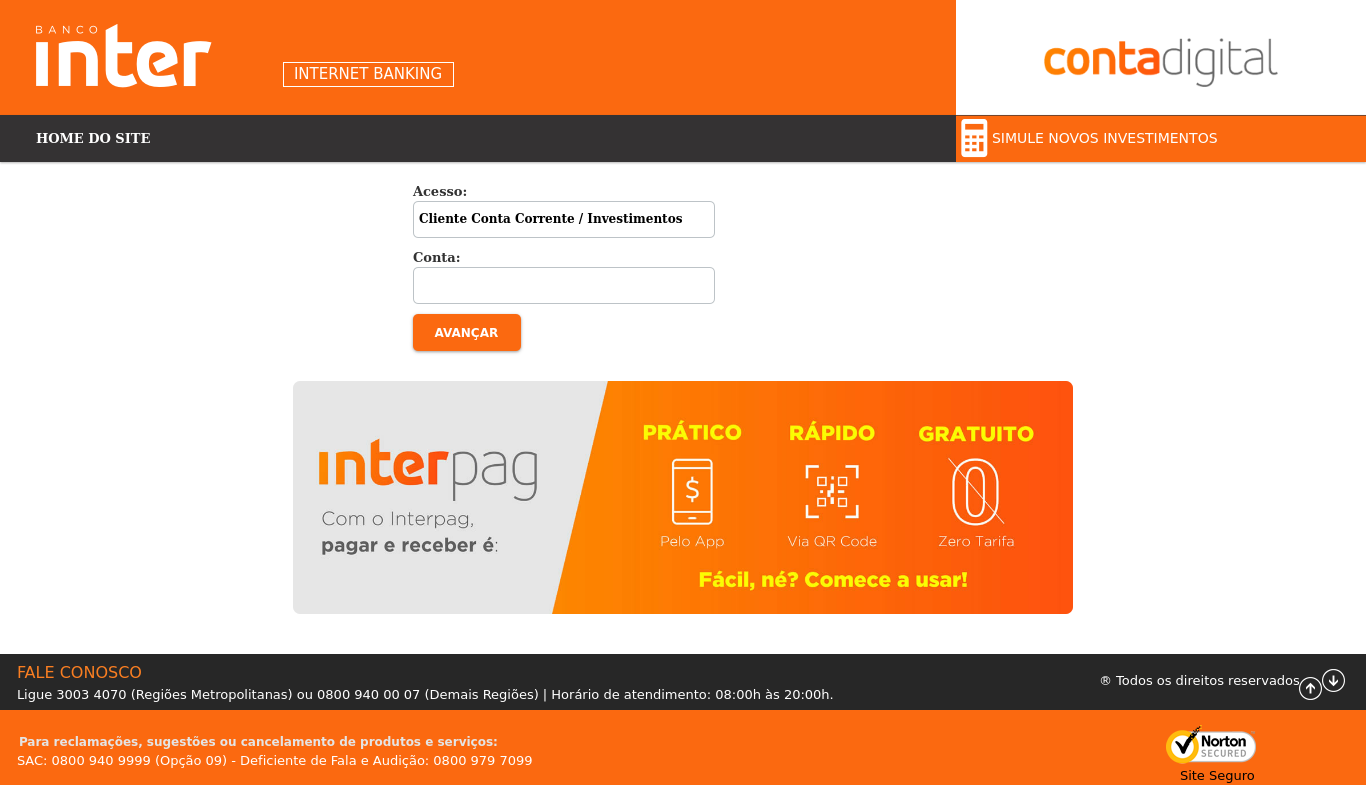 BANCO
inter
INTERNET BANKING
contadigital
HOME DO SITE
SIMULE NOVOS INVESTIMENTOS
Acesso:
Cliente Conta Corrente / Investimentos
Conta:
AVANÇAR
interpag
Com o Interpag,
pagar e receber é:
PRÁTICO RÁPIDO GRATUITO
$ 0
Pelo App Via QR Code Zero Tarifa
Fácil, né? Comece a usar!
FALE CONOSCO
Ligue 3003 4070 (Regiões Metropolitanas) ou 0800 940 00 07 (Demais Regiões) | Horário de atendimento: 08:00h às 20:00h.
® Todos os direitos reservados
Para reclamações, sugestões ou cancelamento de produtos e serviços:
SAC: 0800 940 9999 (Opção 09) - Deficiente de Fala e Audição: 0800 979 7099
Norton
SECURED
Site Seguro